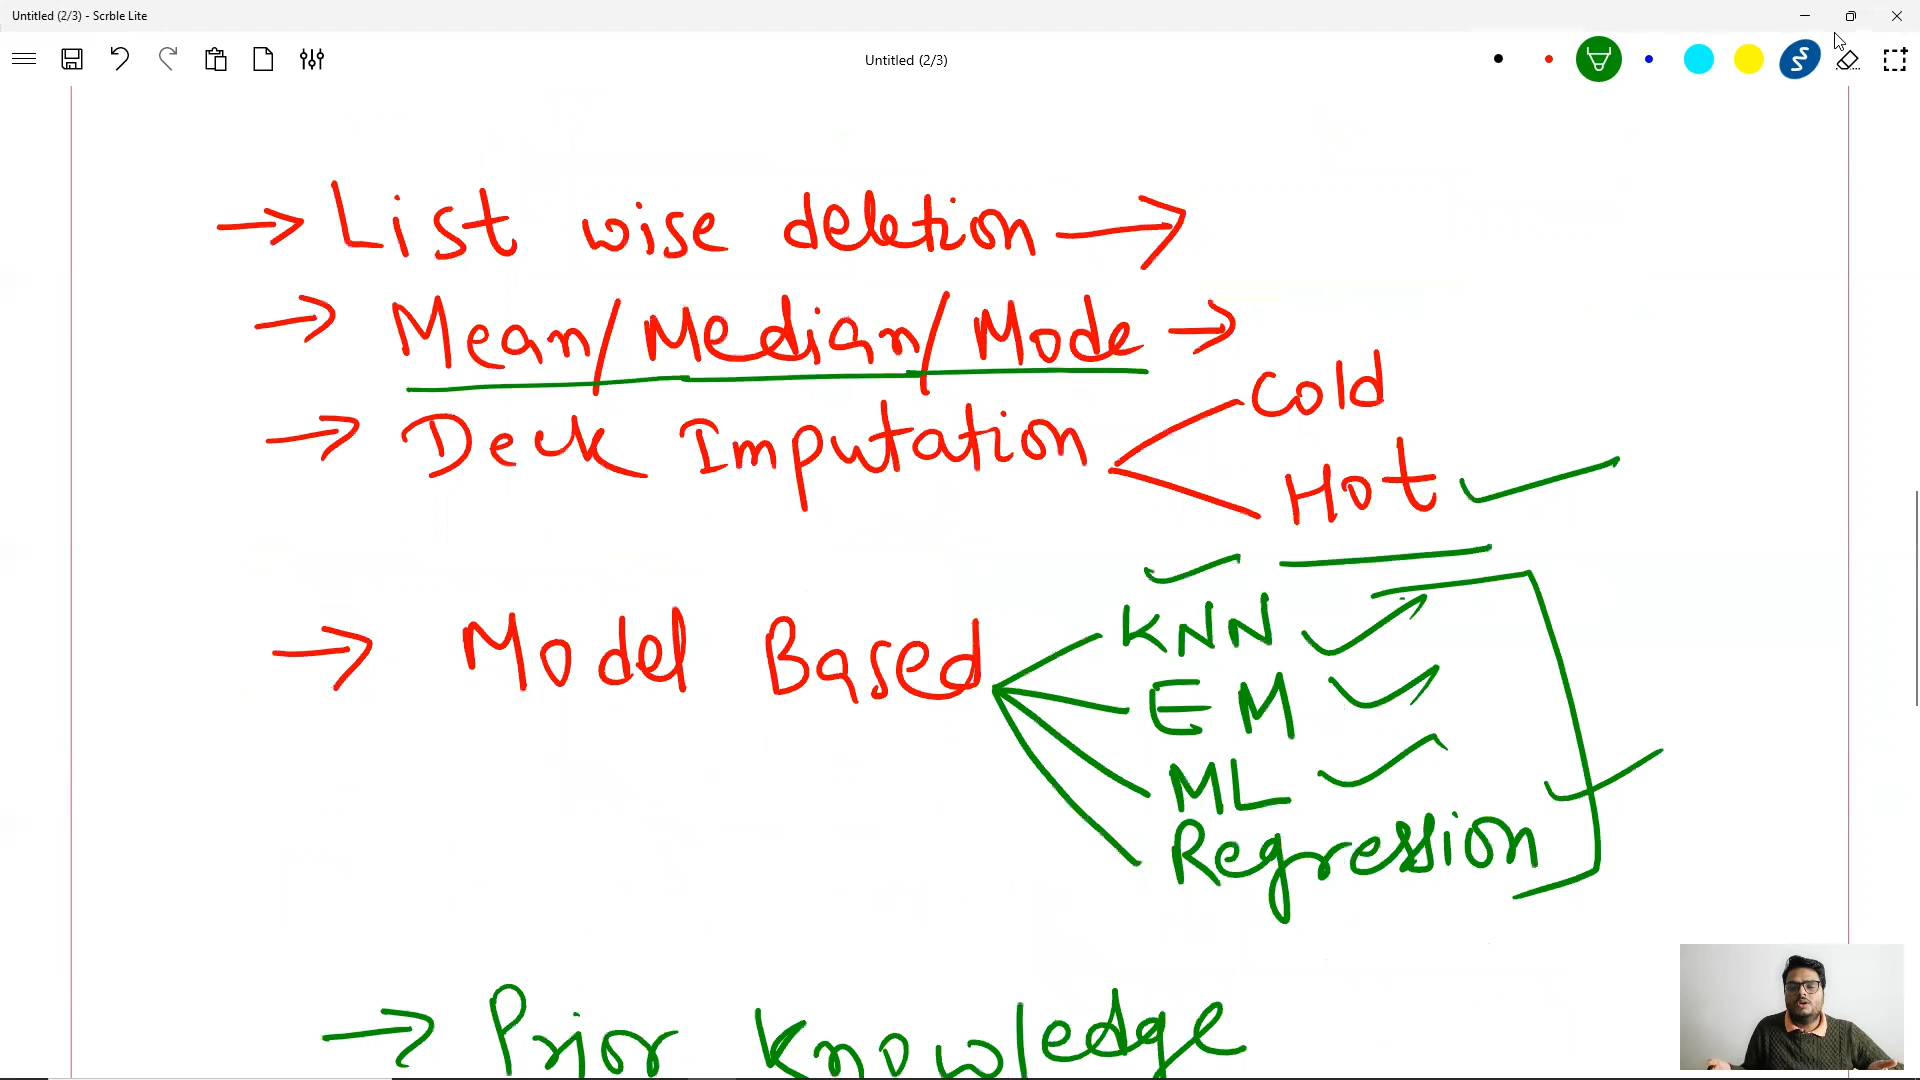 Untitled (2/3) - Scrble Lite
Untitled (2/3)
→ List wise deletion →
→ Mean/Median/Mode →
→ Deck Imputation
Cold
Hot
→ Model Based
KNN
EM
ML
Regression
→ Prior Knowledge